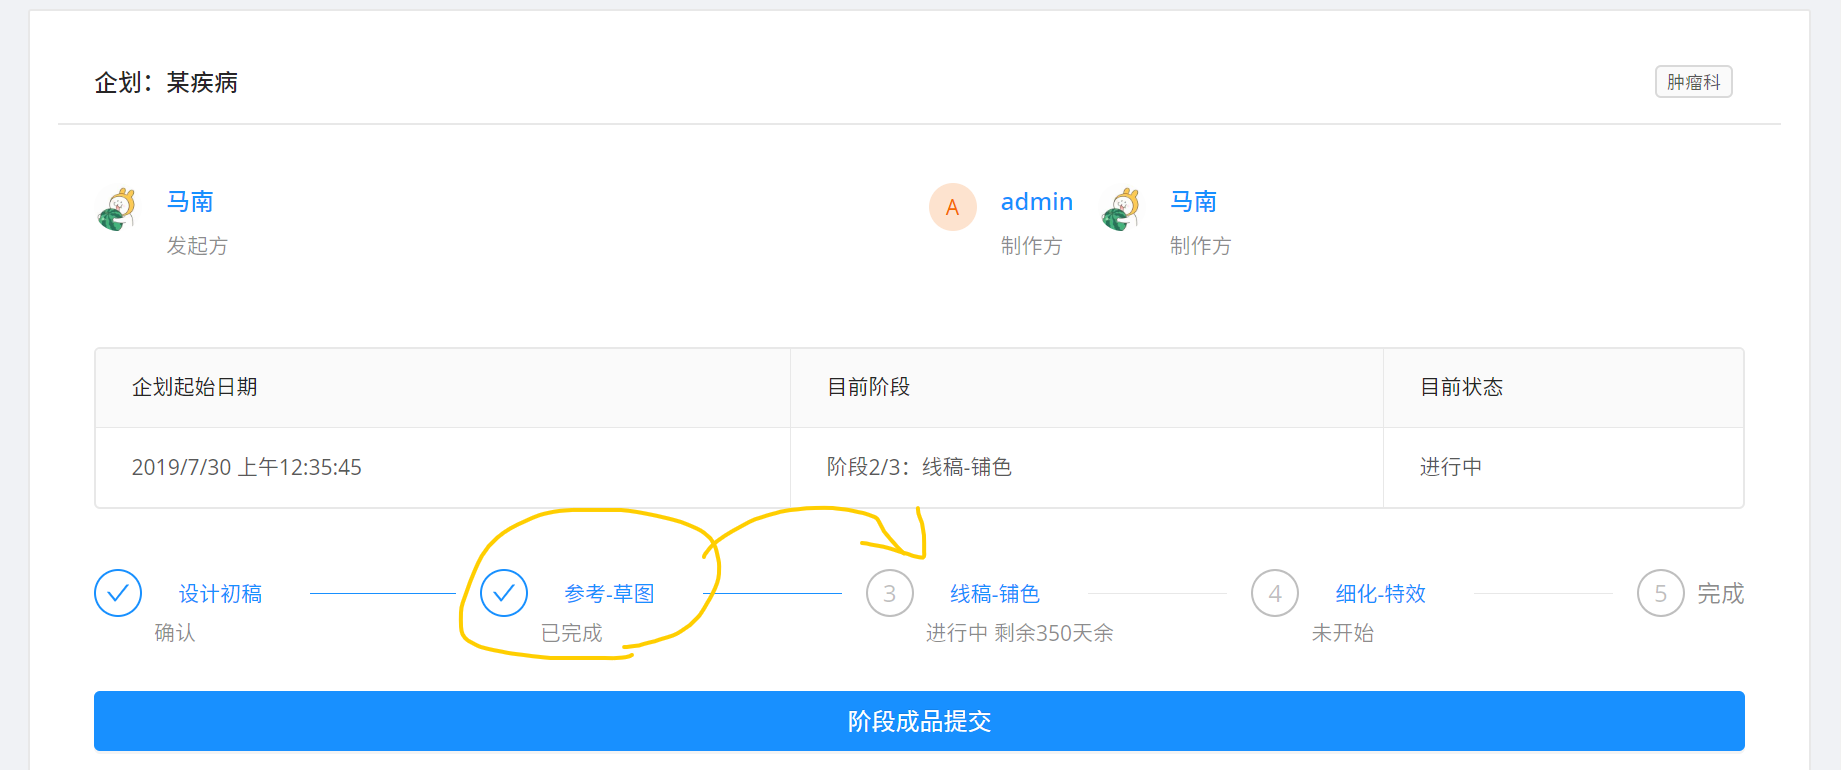 企划：某疾病
肿瘤科
马南
发起方
A
admin
制作方
马南
制作方
企划起始日期
目前阶段
目前状态
2019/7/30 上午12:35:45
阶段2/3：线稿-铺色
进行中
设计初稿
确认
参考-草图
已完成
3
线稿-铺色
进行中 剩余350天余
4
细化-特效
未开始
5
完成
阶段成品提交